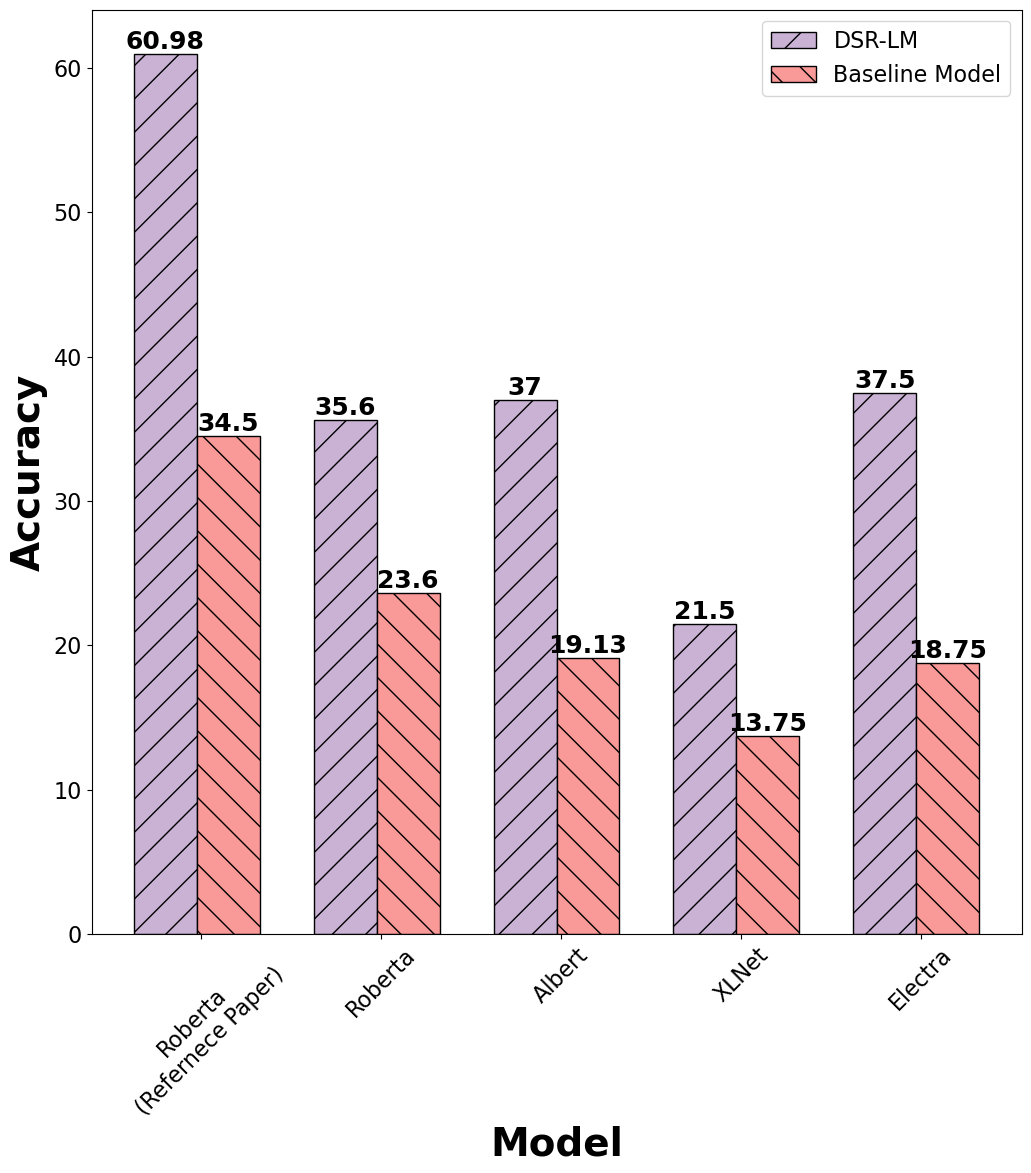 60.98
DSR-LM
Baseline Model
60
50
40
30
20
10
0
Accuracy
34.5
35.6
23.6
37
19.13
21.5
13.75
37.5
18.75
Roberta
(Refernece Paper)
Roberta
Albert
XLNet
Electra
Model